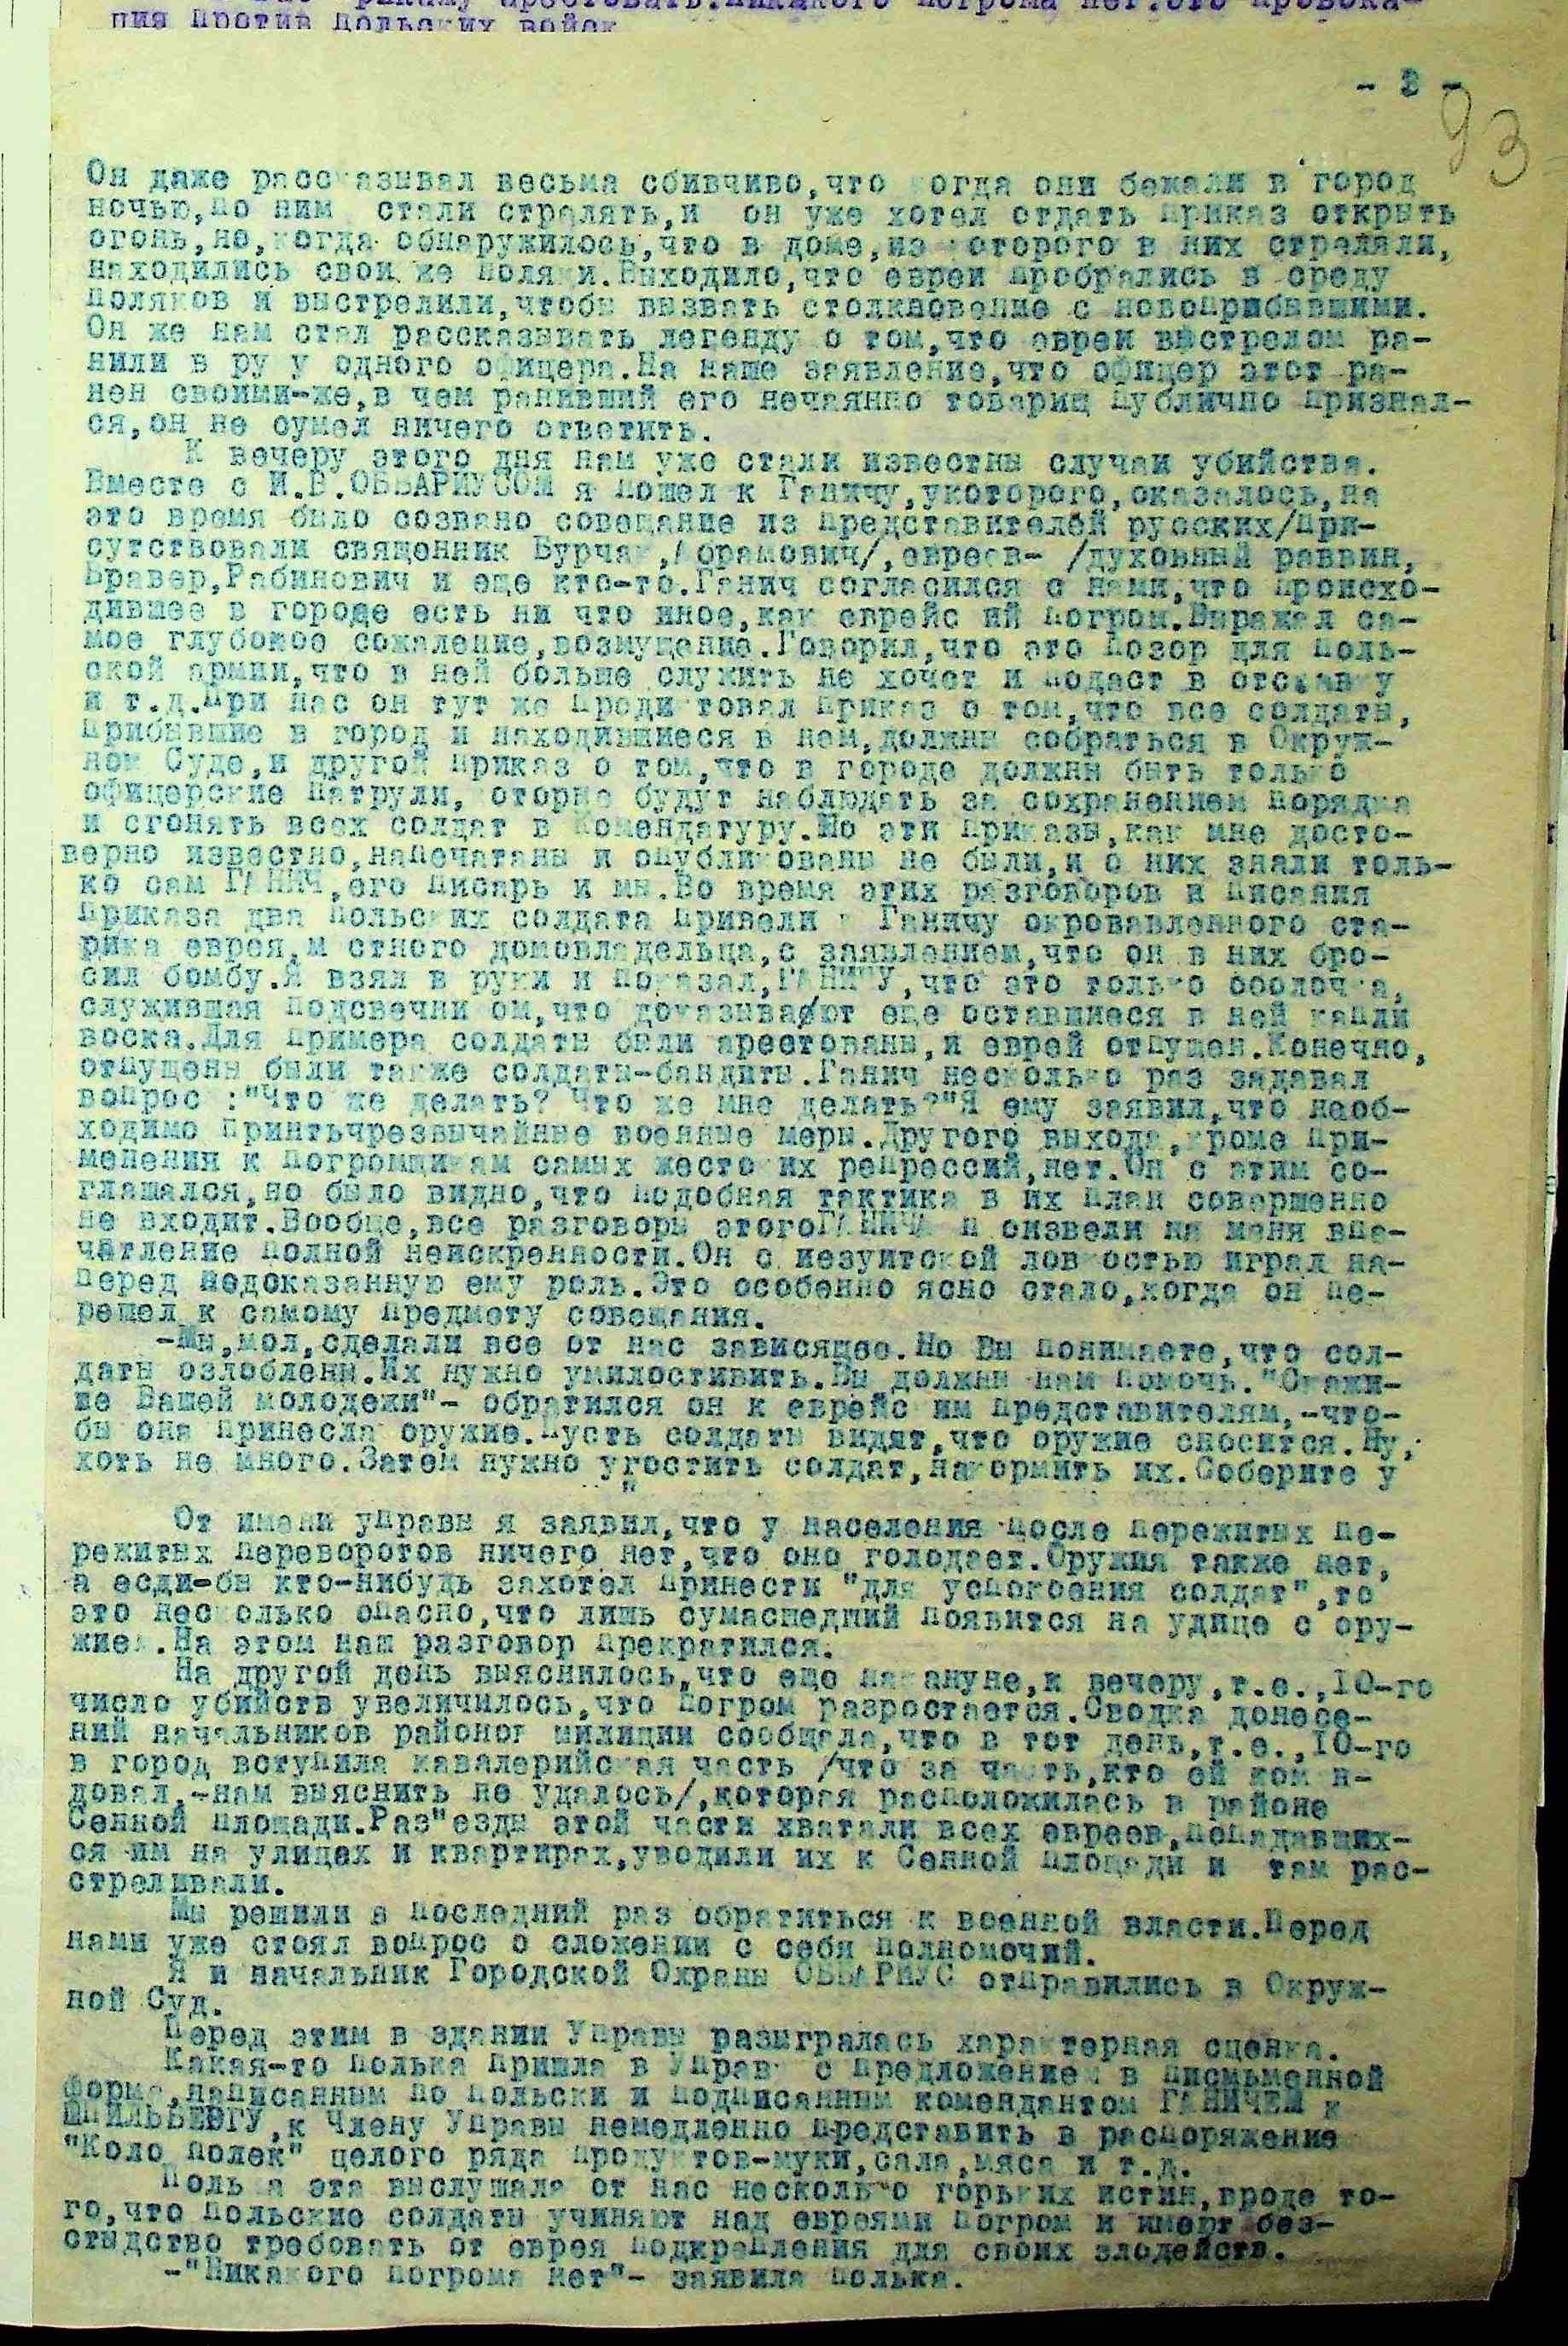 рикажу арестовать.Никакого погрома нет.Это провока-
ция против польских войск
- 3 -
93
Он даже рассказывал весьма сбивчиво,что когда они бежали в город
ночью,по ним стали стрелять,и он уже хотел отдать приказ открыть
огонь,но,когда обнаружилось,что в доме,из которого в них стреляли,
находились свои же поляки.Выходило,что евреи пробрались в среду
поляков и выстрелили,чтобы вызвать столкновение с новоприбывшими.
Он же нам стал рассказывать легенду о том,что евреи выстрелом ра-
нили в руку одного офицера.На наше заявление,что офицер этот ра-
нен своими-же,в чем ранивший его нечаянно товарищ публично признал-
ся,он не сумел ничего ответить.
К вечеру этого дня нам уже стали известны случаи убийства.
Вместе с И.В.ОББАРИУСОМ я пошел к Ганичу,укоторого,оказалось,на
это время было созвано совещание из представителей русских/при-
сутствовали священник Бурчак,Абрамович/,евреев- /духовный раввин,
Бравер,Рабинович и еще кто-то.Ганич согласился с нами,что происхо-
дившее в городе есть ни что иное,как еврейский погром.Выражал са-
мое глубокое сожаление,возмущение.Говорил,что это позор для поль-
ской армии,что в ней больше служить не хочет и подаст в отставку
и т.д.При нас он тут же продиктовал приказ о том,что все солдаты,
прибывшие в город и находившиеся в нем,должны собраться в Окруж-
ном Суде,и другой приказ о том,что в городе должны быть только
офицерские патрули,которые будут наблюдать за сохранением порядка
и сгонять всех солдат в комендатуру.Но эти приказы,как мне досто-
верно известно,напечатаны и опубликованы не были,и о них знали толь-
ко сам ГАНИЧ,его писарь и мы.Во время этих разговоров и писания
приказа два польских солдата привели к Ганичу окровавленного ста-
рика еврея,местного домовладельца,с заявлением,что он в них бро-
сил бомбу.Я взял в руки и показал,ГАНИЧУ,что это только оболочка,
служившая подсвечником,что доказывают еще оставшиеся в ней капли
воска.Для примера солдаты были арестованы,и еврей отпущен.Конечно,
отпущены были также солдаты-бандиты.Ганич несколько раз задавал
вопрос :"Что же делать? Что же мне делать?"Я ему заявил,что необ-
ходимо принтьчрезвычайные военные меры.Другого выхода,кроме при-
менения к погромщикам самых жестоких репрессий,нет.Он с этим со-
глашался,но было видно,что подобная тактика в их план совершенно
не входит.Вообще,все разговоры этогоГАНИЧА произвели на меня впе-
чатление полной неискренности.Он с иезуитской ловкостью играл на-
перед подсказанную ему роль.Это особенно ясно стало,когда он пе-
решел к самому предмету совещания.
-Мы,мол,сделали все от нас зависящее.Но Вы понимаете,что сол-
даты озлоблены.Их нужно умилостивить.Вы должны нам помочь."Скажи-
те Вашей молодежи"- обратился он к еврейским представителям,-что-
бы она принесла оружие.Пусть солдаты видят,что оружие сносится.Ну,
хоть не много.Затем нужно угостить солдат,накормить их.Соберите у
"
От имени управы я заявил,что у населения после пережитых пе-
режитых переворотов ничего нет,что оно голодает.Оружия также нет,
а если-бы кто-нибудь захотел принести "для успокоения солдат",то
это несколько опасно,что лишь сумасшедший появится на улице с ору-
жием.На этом наш разговор прекратился.
На другой день выяснилось,что еще накануне,к вечеру,т.е.,10-го
число убийств увеличилось,что погром разростается.Сводка донесе-
ний начальников районов милиции сообщала,что в тот день,т.е.,10-го
в город вступила кавалерийская часть /что за часть,кто ей коман-
довал,-нам выяснить не удалось/,которая расположилась в районе
Сенной площади.Раз"езды этой части хватали всех евреев,попадавших-
ся им на улицах и квартирах,уводили их к Сенной площади и там рас-
стреливали.
Мы решили в последний раз обратиться к военной власти.Перед
нами уже стоял вопрос о сложении с себя полномочий.
Я и начальник Городской Охраны ОББАРИУС отправились в Окруж-
ной Суд.
Перед этим в здании Управы разыгралась характерная сценка.
Какая-то полька пришла в Управу с предложением в письменной
форме,написанным по польски и подписанным комендантом ГАНИЧЕМ к
ШПИЛЬБЕРГУ,к Члену Управы немедленно представить в распоряжение
"Коло полек" целого ряда продуктов-муки,сала,мяса и т.д.
Полька эта выслушала от нас несколько горьких истин,вроде то-
го,что польские солдаты учиняют над евреями погром и имеют без-
стыдство требовать от еврея подкрепления для своих злодейств.
-"Никакого погрома нет"- заявила полька.